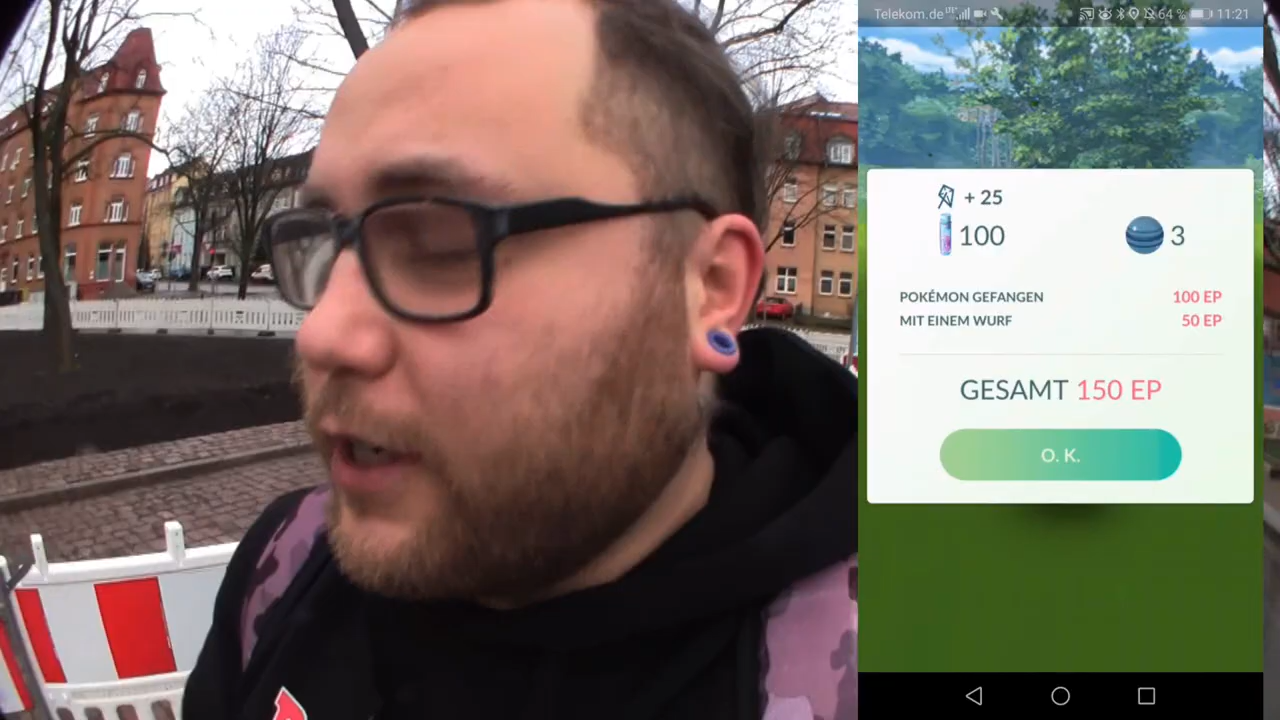 Telekom.de 64 % 11:21
+ 25
100 3
POKÉMON GEFANGEN 100 EP
MIT EINEM WURF 50 EP
GESAMT 150 EP
O. K.